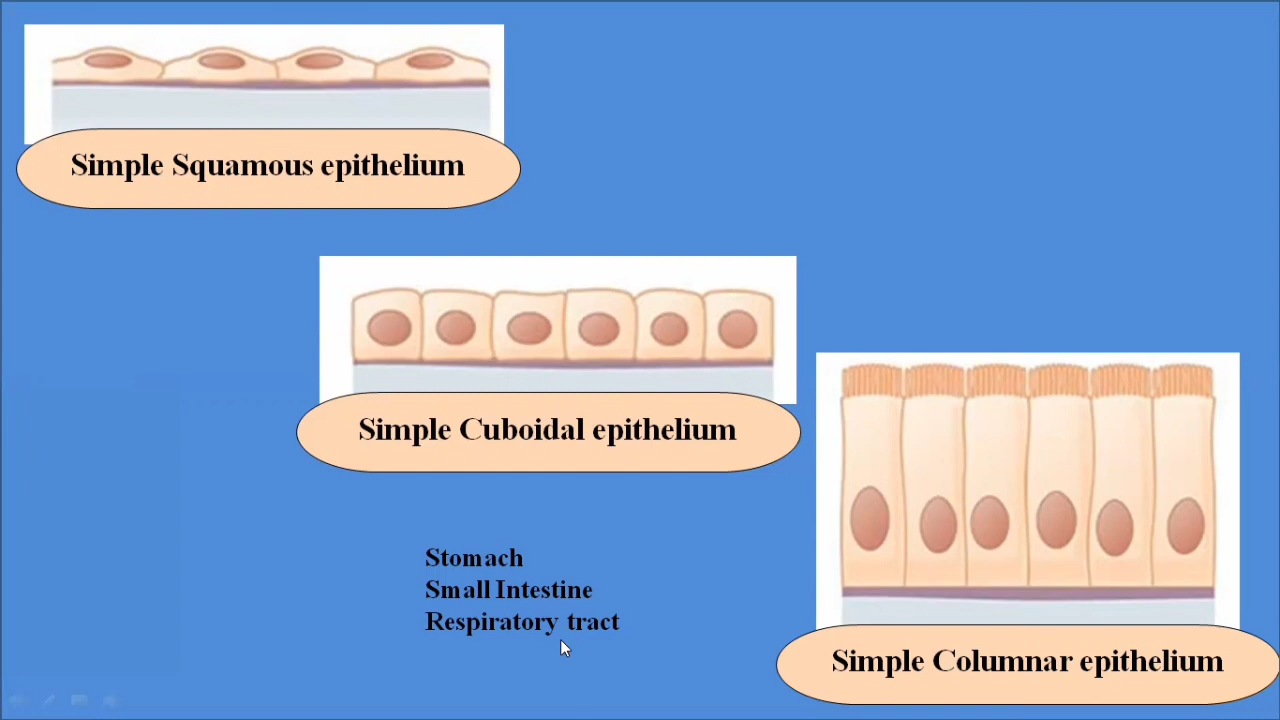 Simple Squamous epithelium
Simple Cuboidal epithelium
Stomach
Small Intestine
Respiratory tract
Simple Columnar epithelium